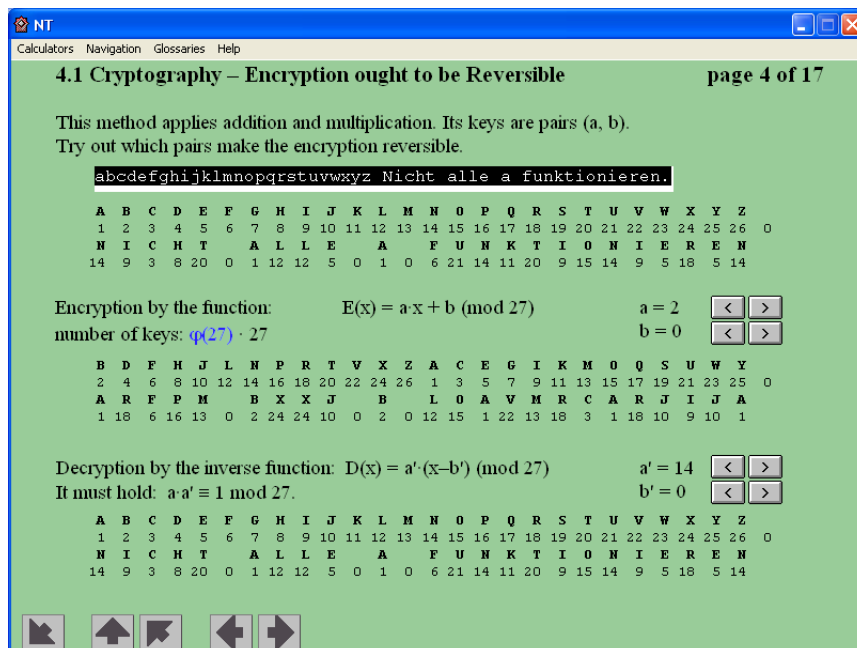 NT
Calculators Navigation Glossaries Help
4.1 Cryptography – Encryption ought to be Reversible page 4 of 17
This method applies addition and multiplication. Its keys are pairs (a, b).
Try out which pairs make the encryption reversible.
abcdefghijklmnopqrstuvwxyz Nicht alle a funktionieren.
A B C D E F G H I J K L M N O P Q R S T U V W X Y Z
1 2 3 4 5 6 7 8 9 10 11 12 13 14 15 16 17 18 19 20 21 22 23 24 25 26 0
N I C H T A L L E A F U N K T I O N I E R E N
14 9 3 8 20 0 1 12 12 5 0 1 0 6 21 14 11 20 9 15 14 9 5 18 5 14
Encryption by the function: E(x) = a·x + b (mod 27) a = 2 < >
number of keys: φ(27) · 27 b = 0 < >
B D F H J L N P R T V X Z A C E G I K M O Q S U W Y
2 4 6 8 10 12 14 16 18 20 22 24 26 1 3 5 7 9 11 13 15 17 19 21 23 25 0
A R F P M B X X J B L O A V M R C A R J I J A
1 18 6 16 13 0 2 24 24 10 0 2 0 12 15 1 22 13 18 3 1 18 10 9 10 1
Decryption by the inverse function: D(x) = a'·(x–b') (mod 27) a' = 14 < >
It must hold: a·a' ≡ 1 mod 27. b' = 0 < >
A B C D E F G H I J K L M N O P Q R S T U V W X Y Z
1 2 3 4 5 6 7 8 9 10 11 12 13 14 15 16 17 18 19 20 21 22 23 24 25 26 0
N I C H T A L L E A F U N K T I O N I E R E N
14 9 3 8 20 0 1 12 12 5 0 1 0 6 21 14 11 20 9 15 14 9 5 18 5 14